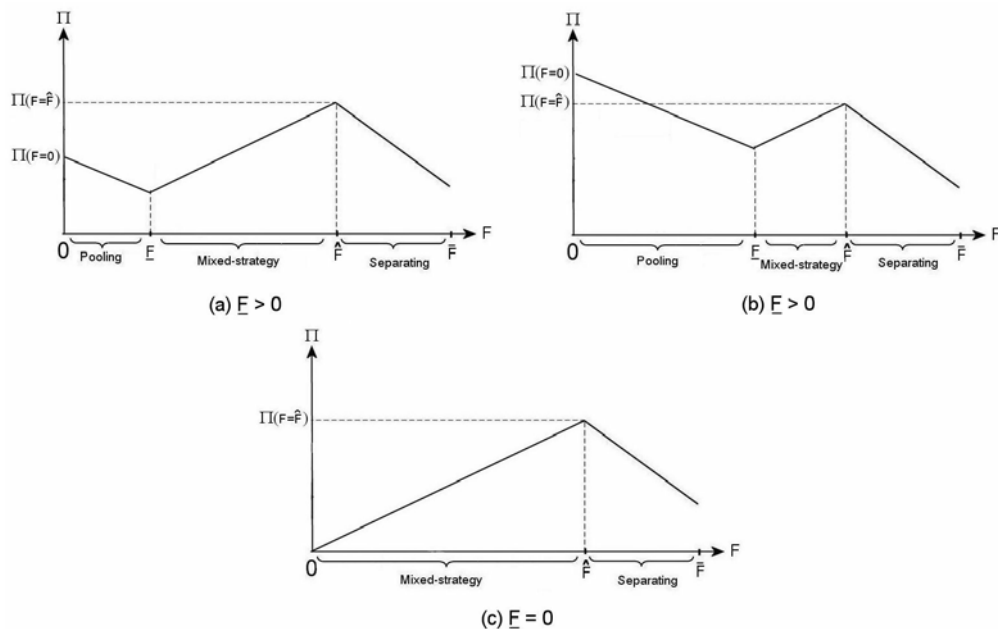 Π
Π(F=F̂)
Π(F=0)
0
F̲
F̂
F̄
F
Pooling
Mixed-strategy
Separating
(a) F̲ > 0
Π
Π(F=0)
Π(F=F̂)
0
F̲
F̂
F̄
F
Pooling
Mixed-strategy
Separating
(b) F̲ > 0
Π
Π(F=F̂)
0
F̂
F̄
F
Mixed-strategy
Separating
(c) F̲ = 0